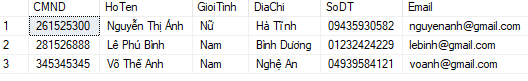 CMND HoTen GioiTinh DiaChi SoDT Email
1 261525300 Nguyễn Thị Ánh Nữ Hà Tĩnh 09435930582 nguyenanh@gmail.com
2 281526888 Lê Phú Bình Nam Bình Dương 01232424229 lebinh@gmail.com
3 345345345 Võ Thế Anh Nam Nghệ An 04939584121 voanh@gmail.com